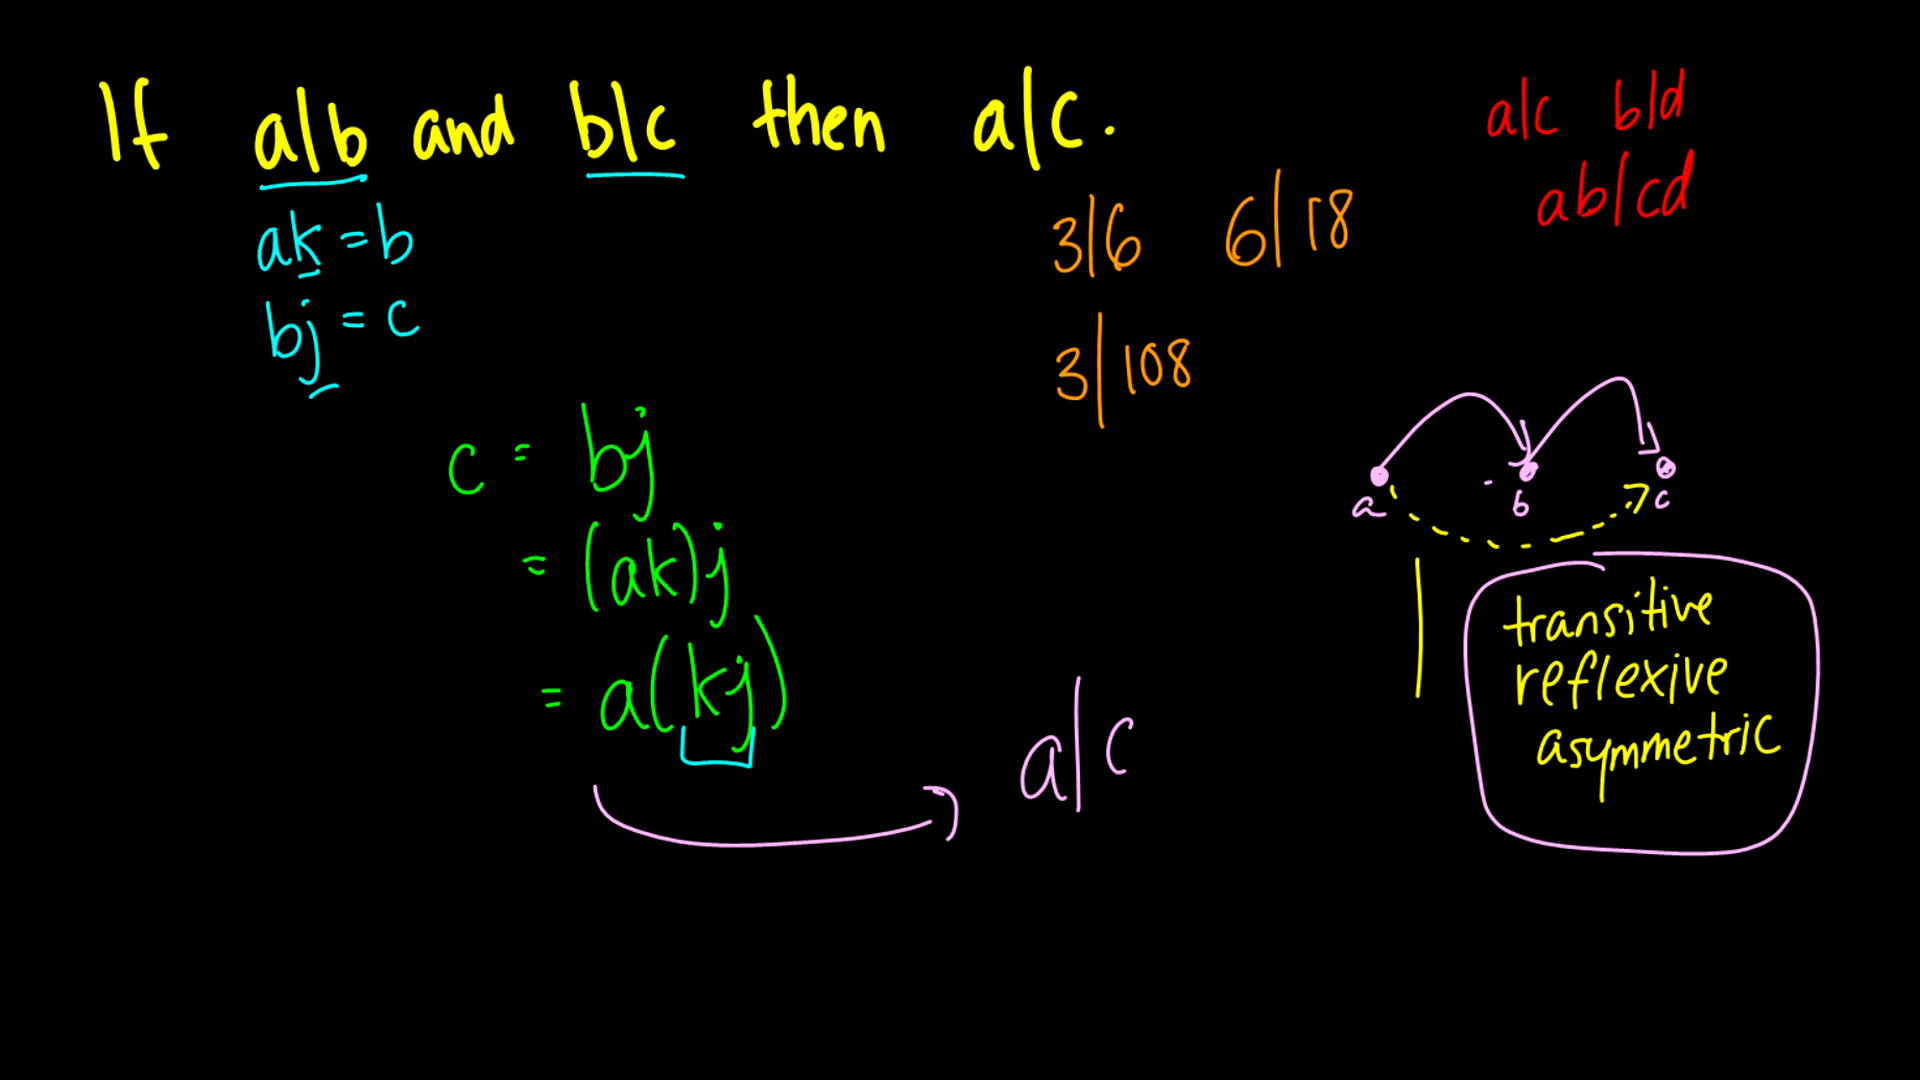 If a|b and b|c then a|c.
a|c b|d
ab|cd
ak = b
bj = c
3|6 6|18
3|108
c = bj
= (ak)j
= a(kj)
a|c
a b c
| transitive
reflexive
asymmetric